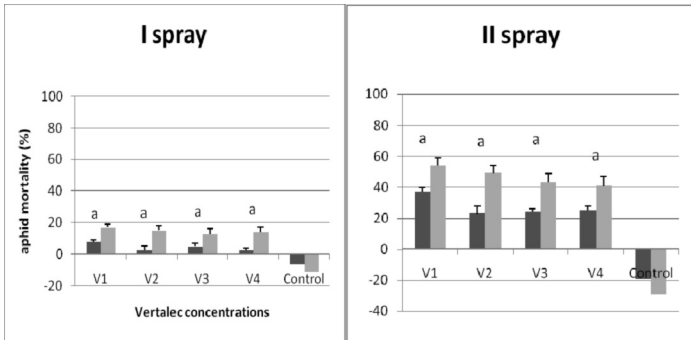 I spray
100
80
60
40
20
0
-20
aphid mortality (%)
a a a a
V1 V2 V3 V4 Control
Vertalec concentrations
II spray
100
80
60
40
20
0
-20
-40
a a a a
V1 V2 V3 V4 Control